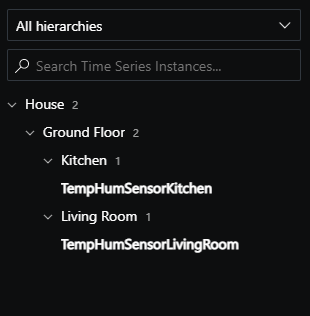 All hierarchies
Search Time Series Instances...
House 2
Ground Floor 2
Kitchen 1
TempHumSensorKitchen
Living Room 1
TempHumSensorLivingRoom